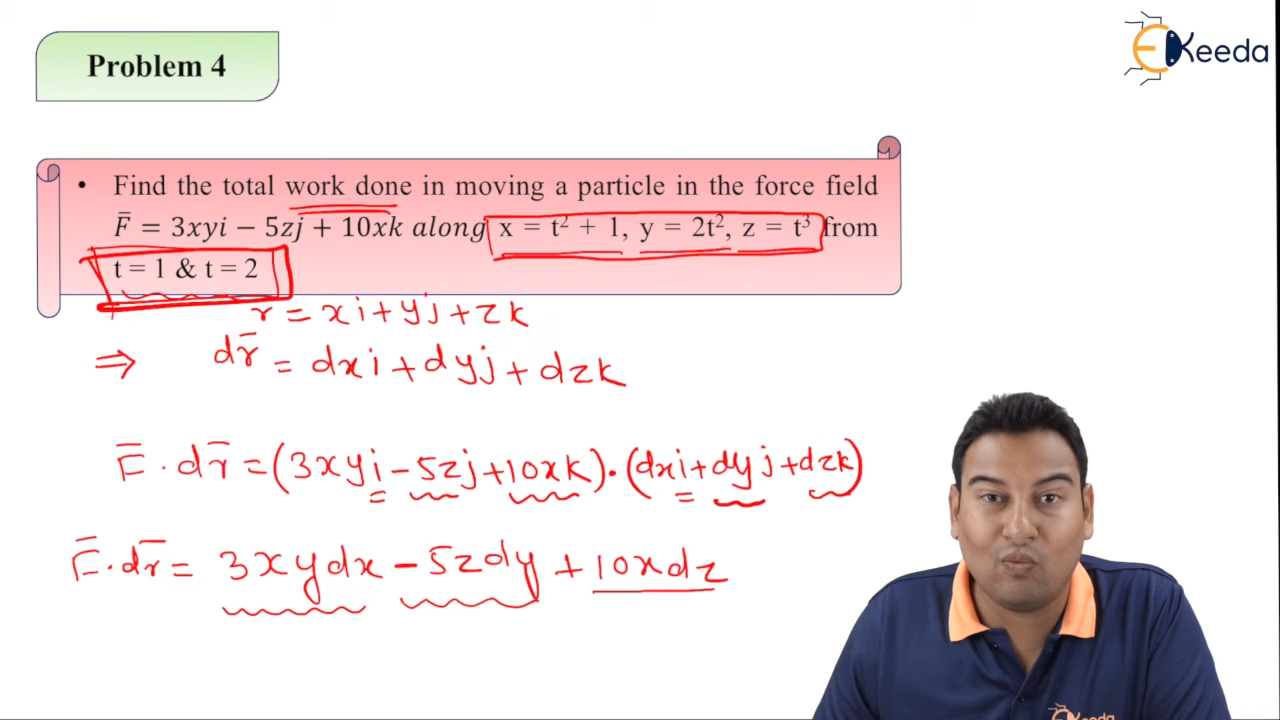 Problem 4
EKeeda
• Find the total work done in moving a particle in the force field
F̄ = 3xyi − 5zj + 10xk along x = t² + 1, y = 2t², z = t³ from
t = 1 & t = 2
r = xi + yj + zk
⇒ dr̄ = dxi + dyj + dzk
F̄ · dr̄ = (3xyi − 5zj + 10xk) · (dxi + dyj + dzk)
F̄ · dr̄ = 3xydx − 5zdy + 10xdz
Keeda